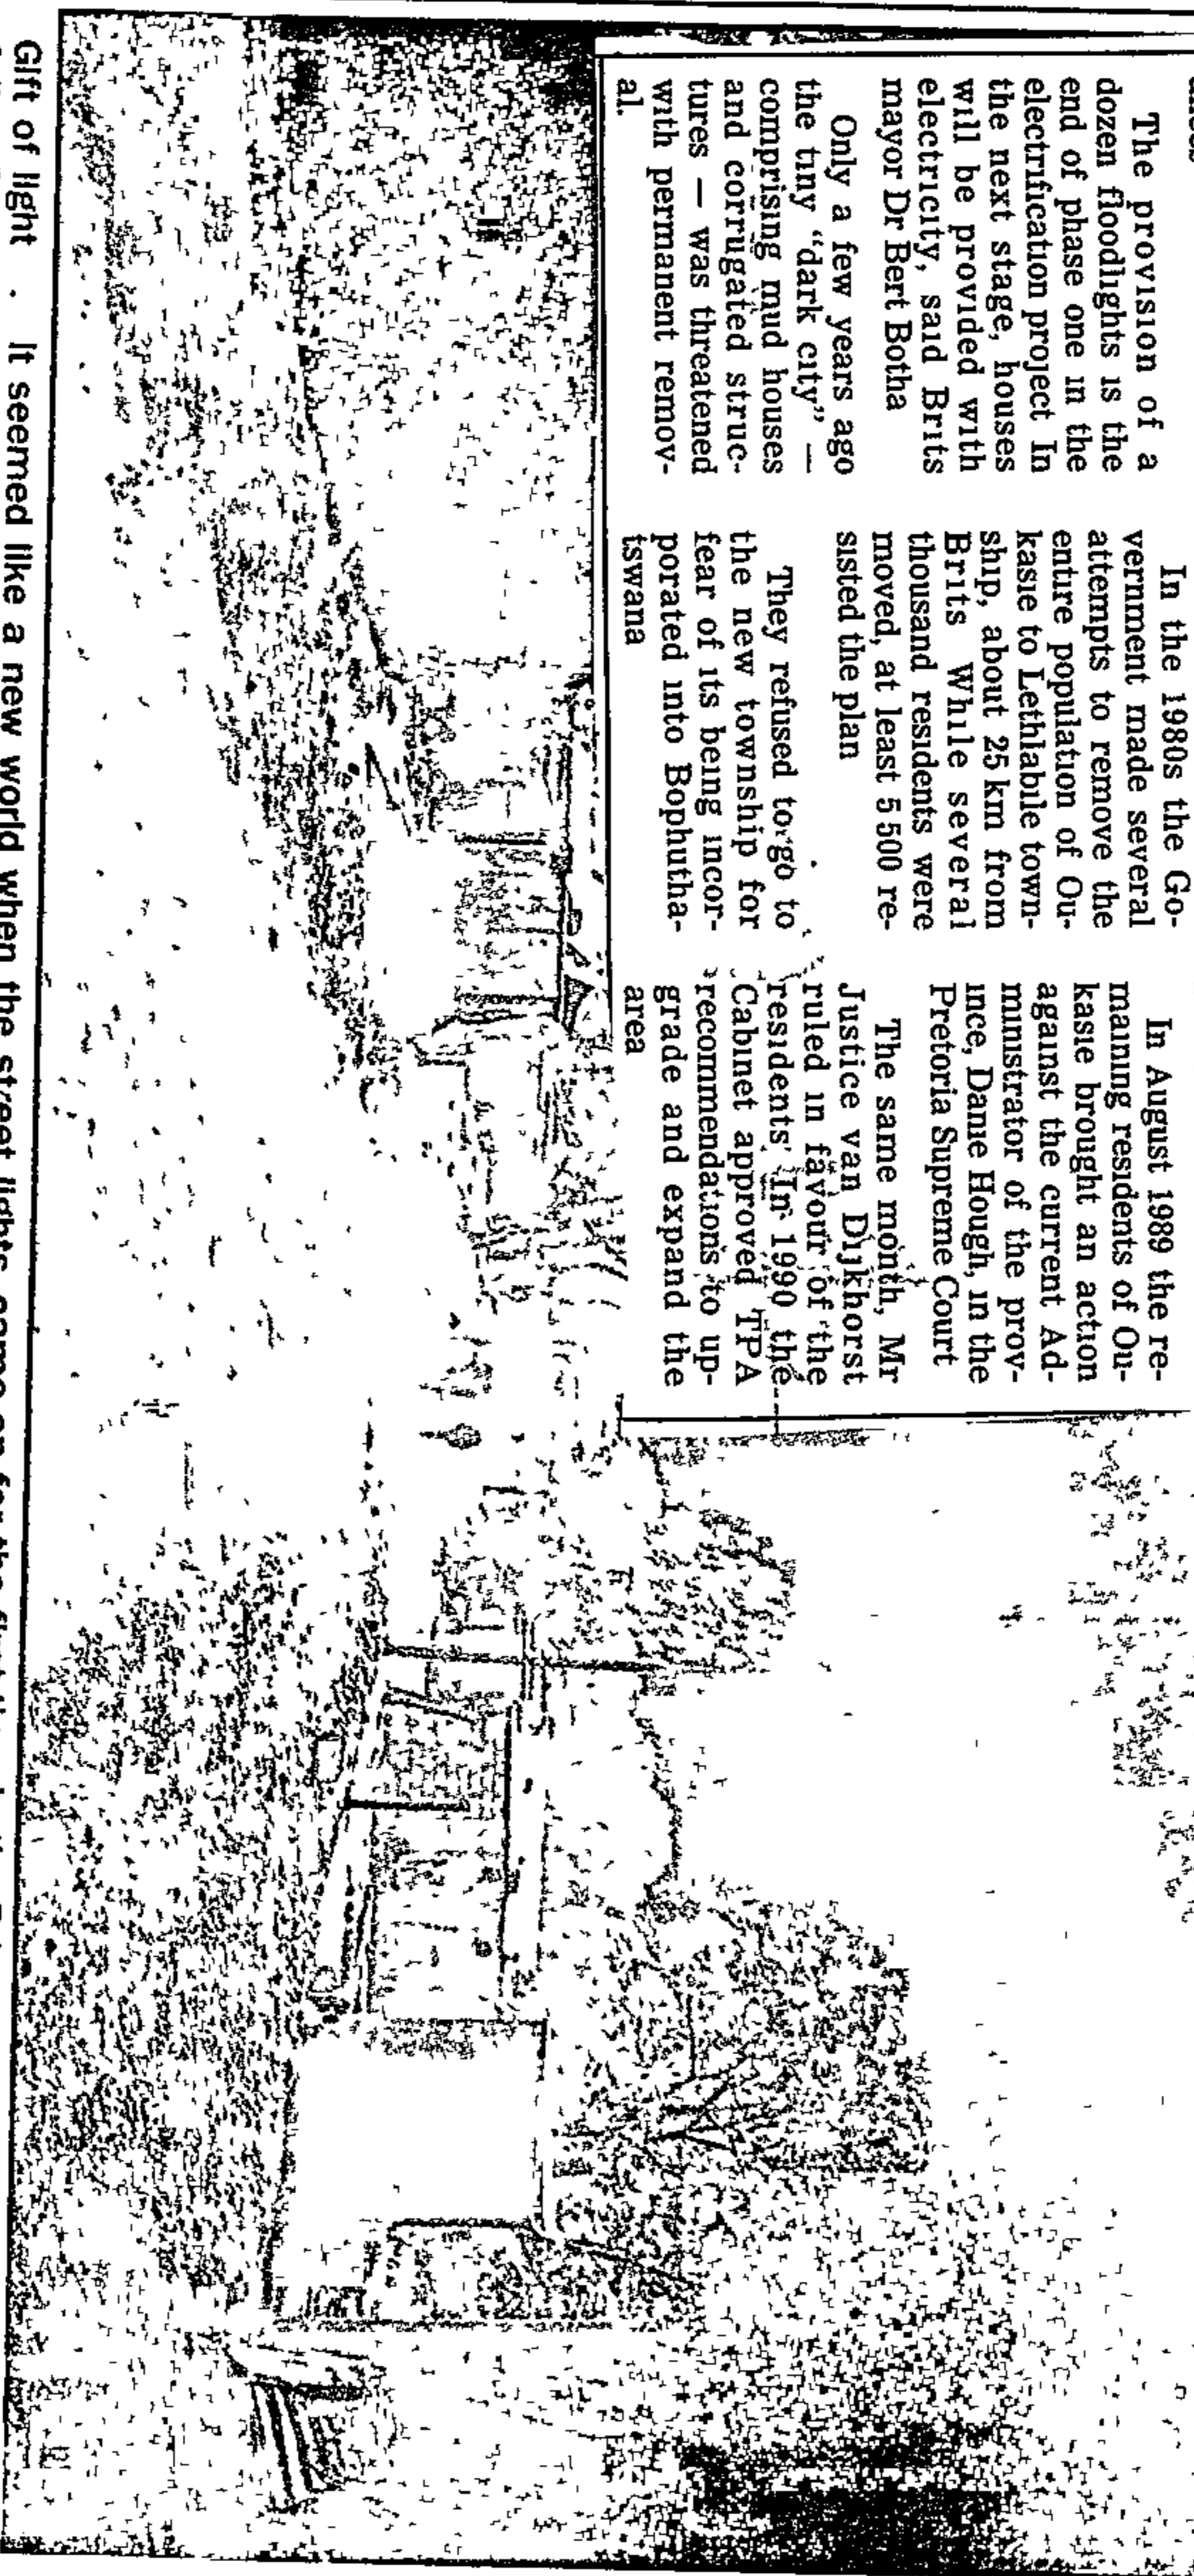 The provision of a
dozen floodlights is the
end of phase one in the
electrification project In
the next stage, houses
will be provided with
electricity, said Brits
mayor Dr Bert Botha
Only a few years ago
the tiny “dark city” —
comprising mud houses
and corrugated struc-
tures — was threatened
with permanent remov-
al.
In the 1980s the Go-
vernment made several
attempts to remove the
entire population of Ou-
kasie to Lethlabile town-
ship, about 25 km from
Brits While several
thousand residents were
moved, at least 5 500 re-
sisted the plan
They refused to go to
the new township for
fear of its being incor-
porated into Bophutha-
tswana
In August 1989 the re-
maining residents of Ou-
kasie brought an action
against the current Ad-
ministrator of the prov-
ince, Danie Hough, in the
Pretoria Supreme Court
The same month, Mr
Justice van Dijkhorst
ruled in favour of the
residents In 1990 the
Cabinet approved TPA
recommendations to up-
grade and expand the
area
Gift of light . It seemed like a new world when the street lights